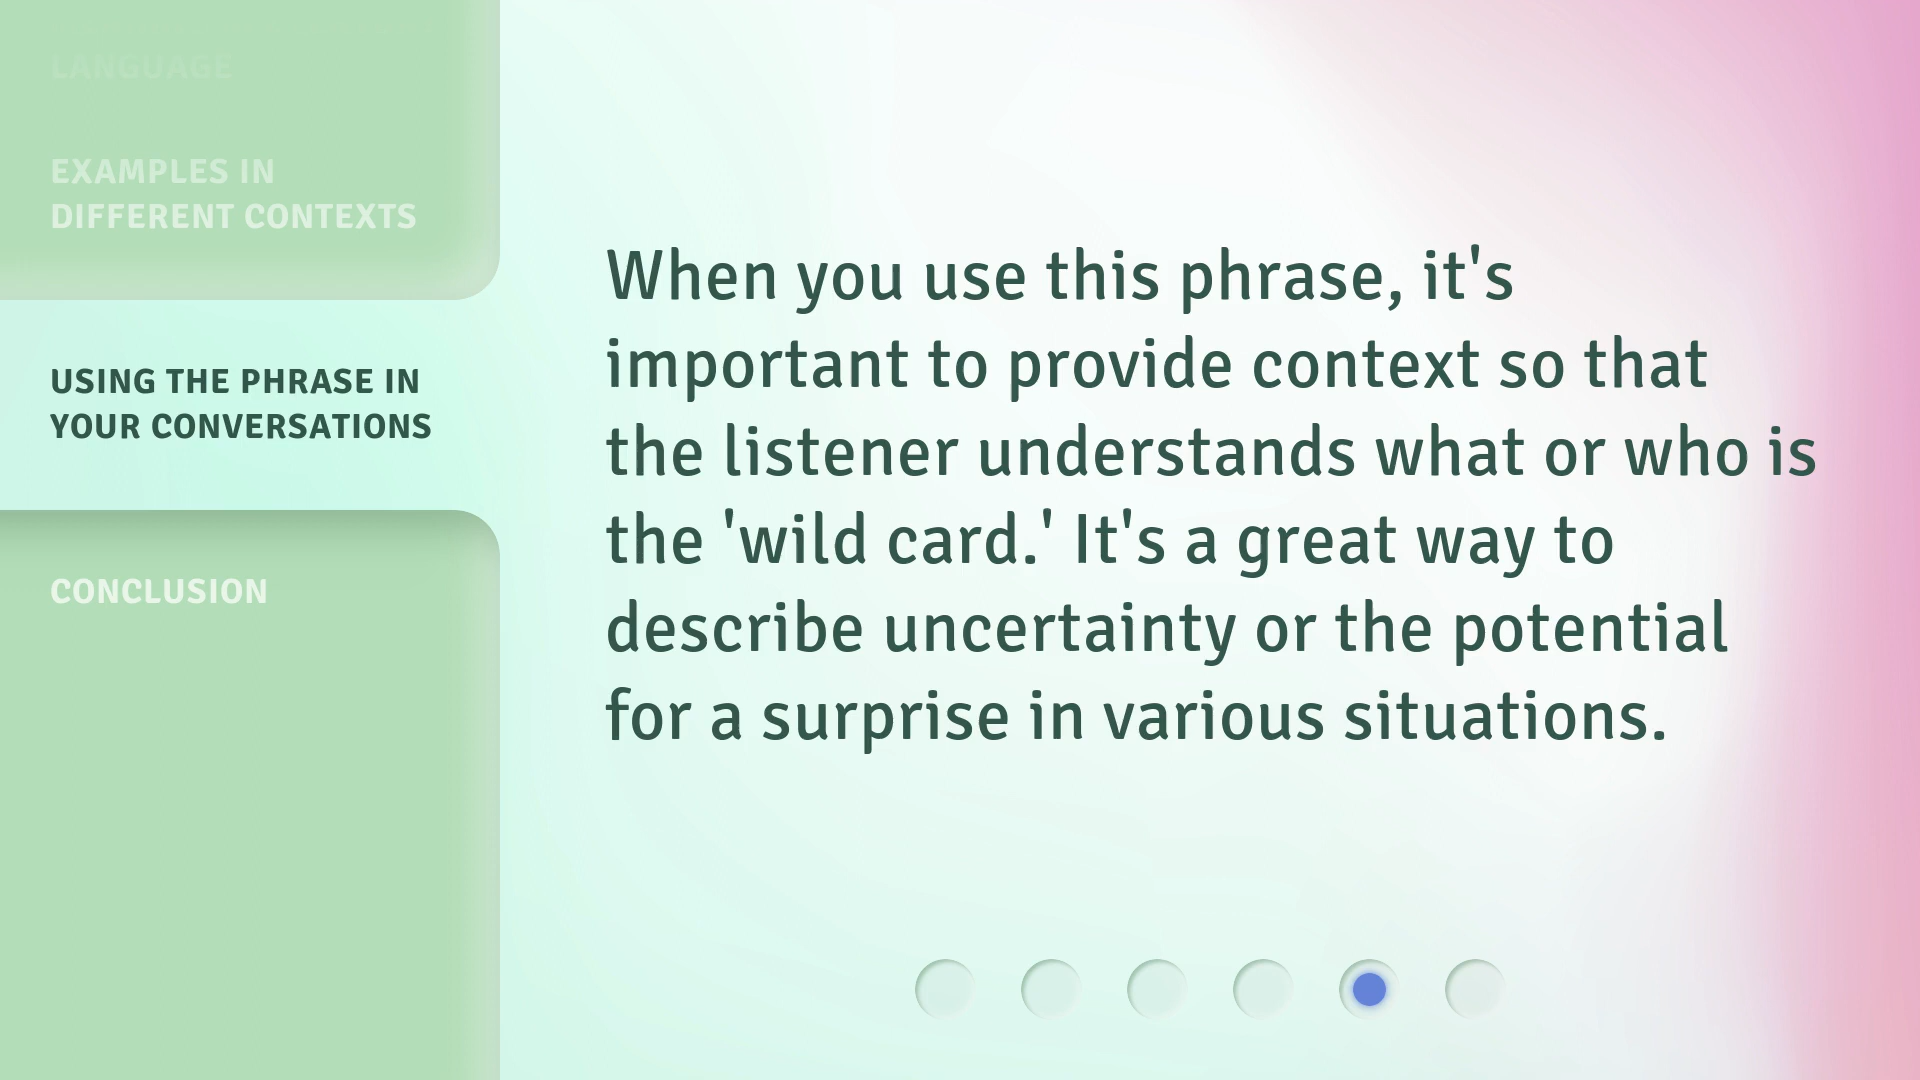 LANGUAGE
EXAMPLES IN
DIFFERENT CONTEXTS
USING THE PHRASE IN
YOUR CONVERSATIONS
CONCLUSION
When you use this phrase, it's
important to provide context so that
the listener understands what or who is
the 'wild card.' It's a great way to
describe uncertainty or the potential
for a surprise in various situations.